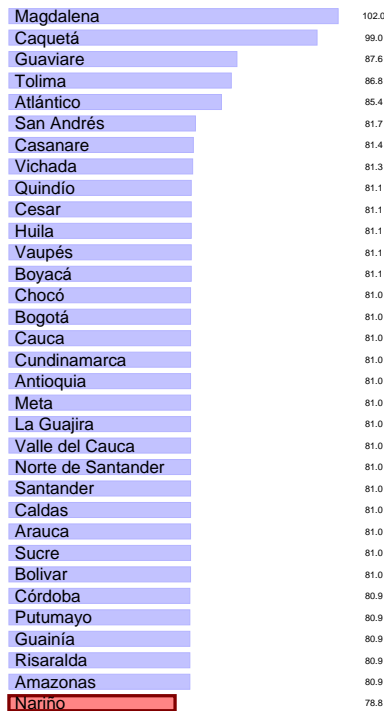 Magdalena 102.0
Caquetá 99.0
Guaviare 87.6
Tolima 86.8
Atlántico 85.4
San Andrés 81.7
Casanare 81.4
Vichada 81.3
Quindío 81.1
Cesar 81.1
Huila 81.1
Vaupés 81.1
Boyacá 81.1
Chocó 81.0
Bogotá 81.0
Cauca 81.0
Cundinamarca 81.0
Antioquia 81.0
Meta 81.0
La Guajira 81.0
Valle del Cauca 81.0
Norte de Santander 81.0
Santander 81.0
Caldas 81.0
Arauca 81.0
Sucre 81.0
Bolivar 81.0
Córdoba 80.9
Putumayo 80.9
Guainía 80.9
Risaralda 80.9
Amazonas 80.9
Nariño 78.8